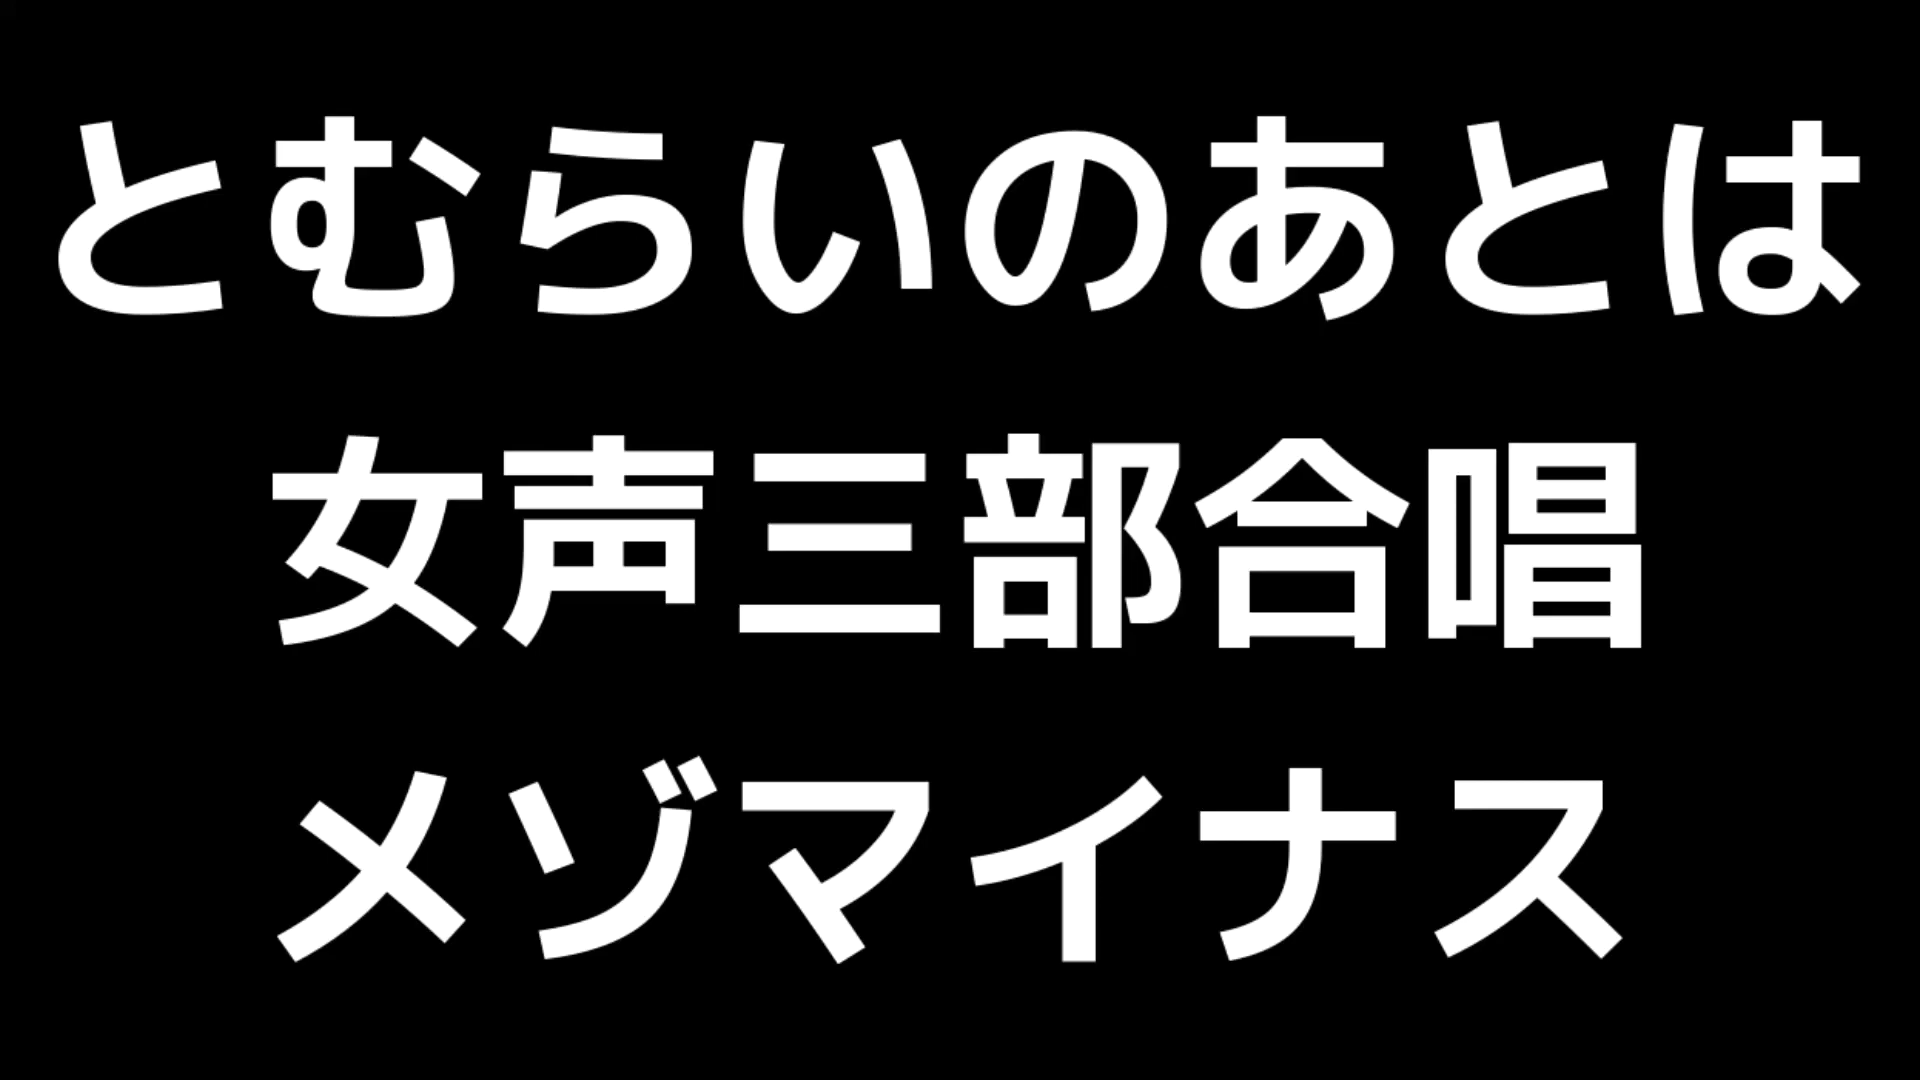 とむらいのあとは
女声三部合唱
メゾマイナス